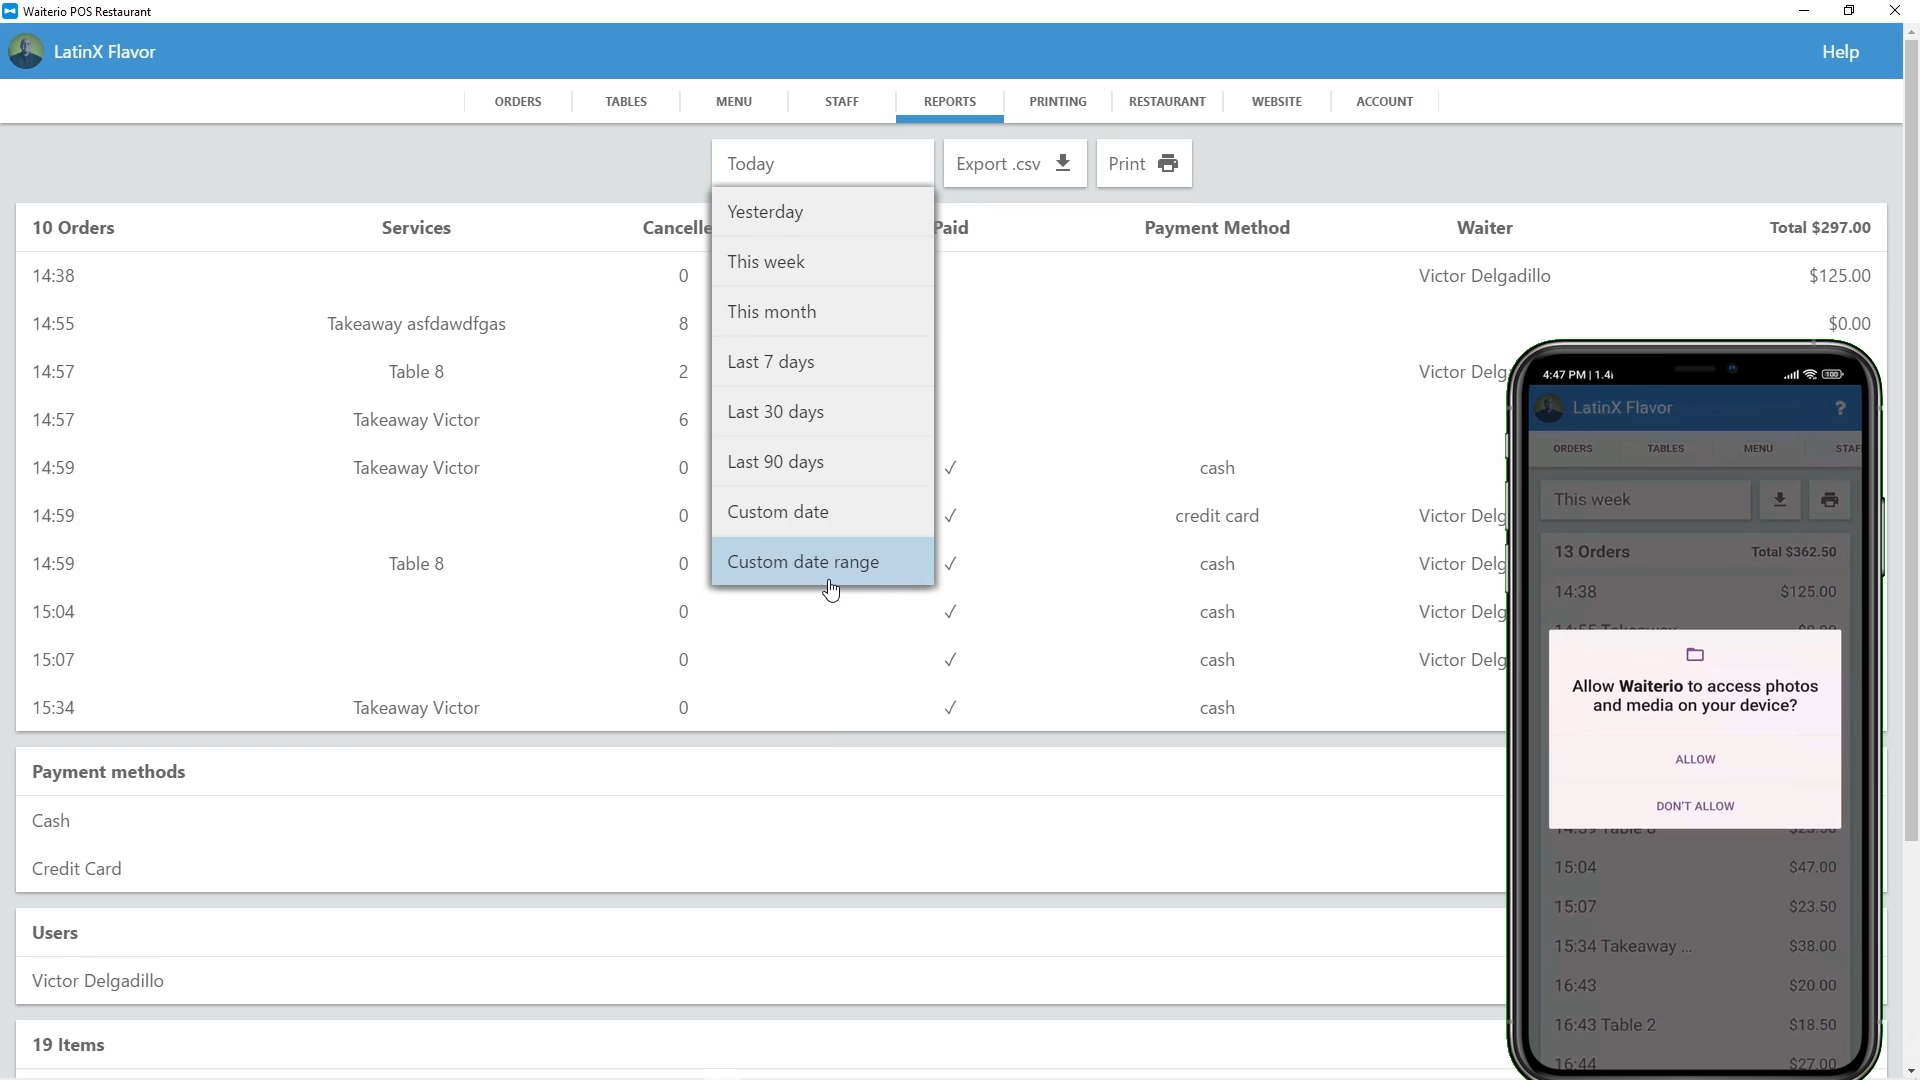 Waiterio POS Restaurant
LatinX Flavor
Help
ORDERS TABLES MENU STAFF REPORTS PRINTING RESTAURANT WEBSITE ACCOUNT
Today Export .csv Print
Yesterday
This week
This month
Last 7 days
Last 30 days
Last 90 days
Custom date
Custom date range
10 Orders Services Cancelle Paid Payment Method Waiter Total $297.00
14:38 0 Victor Delgadillo $125.00
14:55 Takeaway asfdawdfgas 8 $0.00
14:57 Table 8 2 Victor Delg
14:57 Takeaway Victor 6
14:59 Takeaway Victor 0 ✓ cash
14:59 0 ✓ credit card Victor Delg
14:59 Table 8 0 ✓ cash Victor Delg
15:04 0 ✓ cash Victor Delg
15:07 0 ✓ cash Victor Delg
15:34 Takeaway Victor 0 ✓ cash
Payment methods
Cash
Credit Card
Users
Victor Delgadillo
19 Items
4:47 PM | 1.4 100
LatinX Flavor ?
ORDERS TABLES MENU STAF
This week
13 Orders Total $362.50
14:38 $125.00
Allow Waiterio to access photos
and media on your device?
ALLOW
DON'T ALLOW
15:04 $47.00
15:07 $23.50
15:34 Takeaway ... $38.00
16:43 $20.00
16:43 Table 2 $18.50
16:44 $27.00